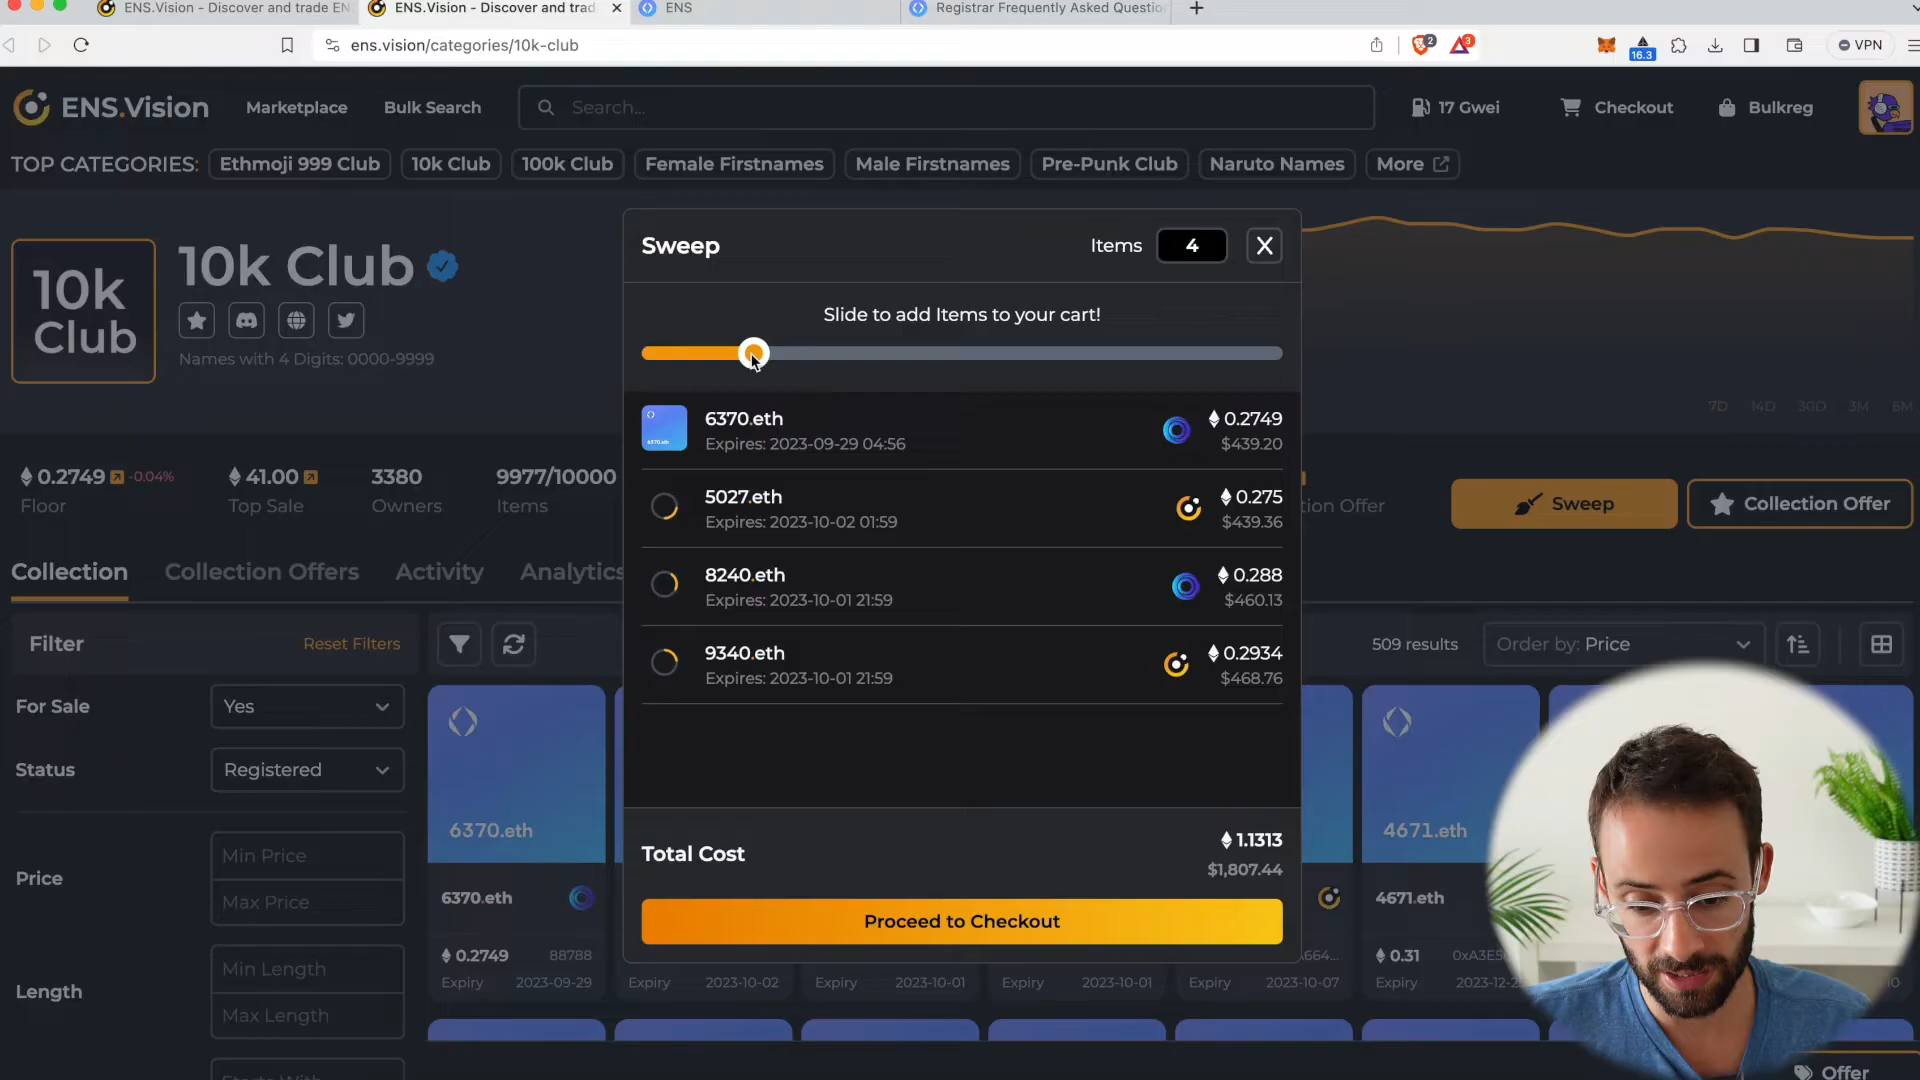 ENS.Vision - Discover and trade EN
ENS.Vision - Discover and trad
ENS
Registrar Frequently Asked Questio
ens.vision/categories/10k-club
2
3
16.3
VPN
ENS.Vision
Marketplace
Bulk Search
Search...
17 Gwei
Checkout
Bulkreg
TOP CATEGORIES:
Ethmoji 999 Club
10k Club
100k Club
Female Firstnames
Male Firstnames
Pre-Punk Club
Naruto Names
More
10k
Club
10k Club
Names with 4 Digits: 0000-9999
7D
14D
30D
3M
6M
0.2749
-0.04%
Floor
41.00
Top Sale
3380
Owners
9977/10000
Items
tion Offer
Sweep
Collection Offer
Sweep
Items
4
X
Slide to add Items to your cart!
6370.eth
Expires: 2023-09-29 04:56
0.2749
$439.20
5027.eth
Expires: 2023-10-02 01:59
0.275
$439.36
8240.eth
Expires: 2023-10-01 21:59
0.288
$460.13
9340.eth
Expires: 2023-10-01 21:59
0.2934
$468.76
Total Cost
1.1313
$1,807.44
Proceed to Checkout
Collection
Collection Offers
Activity
Analytics
Filter
Reset Filters
509 results
Order by: Price
For Sale
Yes
Status
Registered
Price
Min Price
Max Price
Length
Min Length
Max Length
6370.eth
4671.eth
6370.eth
4671.eth
0.2749
88788
0.31
Expiry
2023-09-29
Expiry
2023-10-02
Expiry
2023-10-01
Expiry
2023-10-01
Expiry
2023-10-07
Expiry
Offer